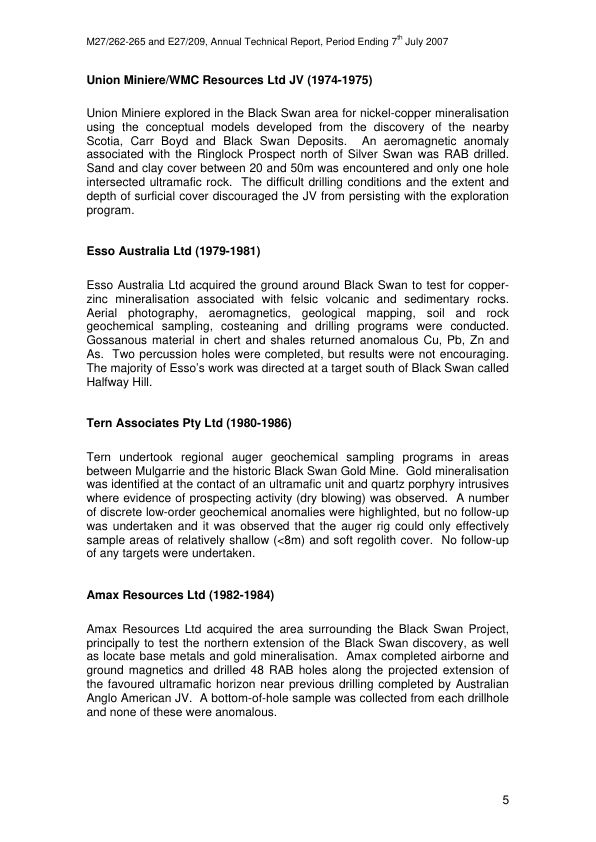 M27/262-265 and E27/209, Annual Technical Report, Period Ending 7th July 2007
Union Miniere/WMC Resources Ltd JV (1974-1975)
Union Miniere explored in the Black Swan area for nickel-copper mineralisation
using the conceptual models developed from the discovery of the nearby
Scotia, Carr Boyd and Black Swan Deposits. An aeromagnetic anomaly
associated with the Ringlock Prospect north of Silver Swan was RAB drilled.
Sand and clay cover between 20 and 50m was encountered and only one hole
intersected ultramafic rock. The difficult drilling conditions and the extent and
depth of surficial cover discouraged the JV from persisting with the exploration
program.
Esso Australia Ltd (1979-1981)
Esso Australia Ltd acquired the ground around Black Swan to test for copper-
zinc mineralisation associated with felsic volcanic and sedimentary rocks.
Aerial photography, aeromagnetics, geological mapping, soil and rock
geochemical sampling, costeaning and drilling programs were conducted.
Gossanous material in chert and shales returned anomalous Cu, Pb, Zn and
As. Two percussion holes were completed, but results were not encouraging.
The majority of Esso's work was directed at a target south of Black Swan called
Halfway Hill.
Tern Associates Pty Ltd (1980-1986)
Tern undertook regional auger geochemical sampling programs in areas
between Mulgarrie and the historic Black Swan Gold Mine. Gold mineralisation
was identified at the contact of an ultramafic unit and quartz porphyry intrusives
where evidence of prospecting activity (dry blowing) was observed. A number
of discrete low-order geochemical anomalies were highlighted, but no follow-up
was undertaken and it was observed that the auger rig could only effectively
sample areas of relatively shallow (<8m) and soft regolith cover. No follow-up
of any targets were undertaken.
Amax Resources Ltd (1982-1984)
Amax Resources Ltd acquired the area surrounding the Black Swan Project,
principally to test the northern extension of the Black Swan discovery, as well
as locate base metals and gold mineralisation. Amax completed airborne and
ground magnetics and drilled 48 RAB holes along the projected extension of
the favoured ultramafic horizon near previous drilling completed by Australian
Anglo American JV. A bottom-of-hole sample was collected from each drillhole
and none of these were anomalous.
5